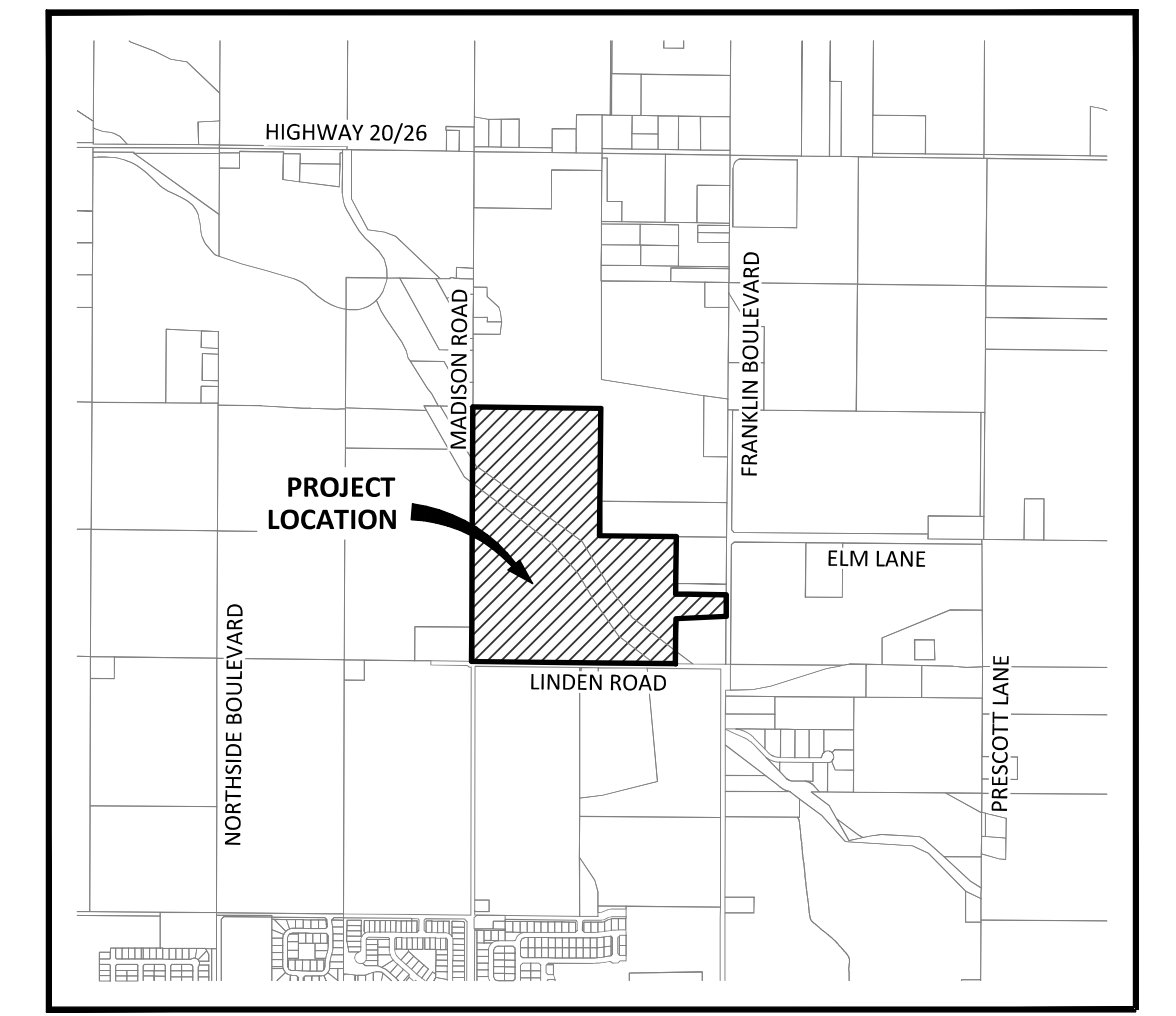 HIGHWAY 20/26
MADISON ROAD
FRANKLIN BOULEVARD
PROJECT
LOCATION
ELM LANE
NORTHSIDE BOULEVARD
LINDEN ROAD
PRESCOTT LANE